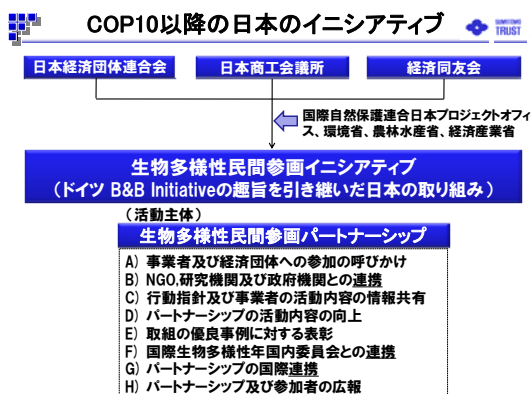 COP10以降の日本のイニシアティブ
SUMITOMO
TRUST
日本経済団体連合会
日本商工会議所
経済同友会
国際自然保護連合日本プロジェクトオフィ
ス、環境省、農林水産省、経済産業省
生物多様性民間参画イニシアティブ
（ドイツ B&B Initiativeの趣旨を引き継いだ日本の取り組み）
（活動主体）
生物多様性民間参画パートナーシップ
A) 事業者及び経済団体への参加の呼びかけ
B) NGO,研究機関及び政府機関との連携
C) 行動指針及び事業者の活動内容の情報共有
D) パートナーシップの活動内容の向上
E) 取組の優良事例に対する表彰
F) 国際生物多様性年国内委員会との連携
G) パートナーシップの国際連携
H) パートナーシップ及び参加者の広報